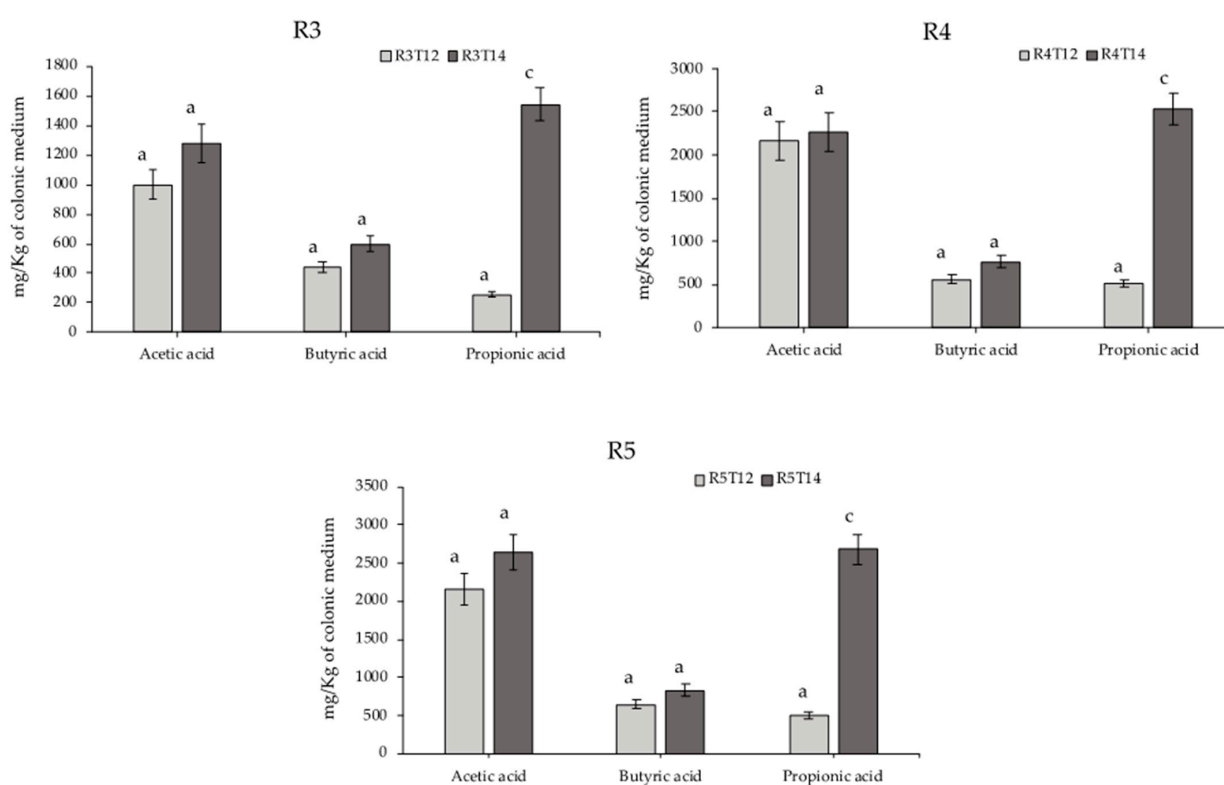 R3
R3T12 R3T14
mg/Kg of colonic medium
1800
1600
1400
1200
1000
800
600
400
200
0
a
a
a
a
a
c
Acetic acid
Butyric acid
Propionic acid
R4
R4T12 R4T14
mg/Kg of colonic medium
3000
2500
2000
1500
1000
500
0
a
a
a
a
a
c
Acetic acid
Butyric acid
Propionic acid
R5
R5T12 R5T14
mg/Kg of colonic medium
3500
3000
2500
2000
1500
1000
500
0
a
a
a
a
a
c
Acetic acid
Butyric acid
Propionic acid